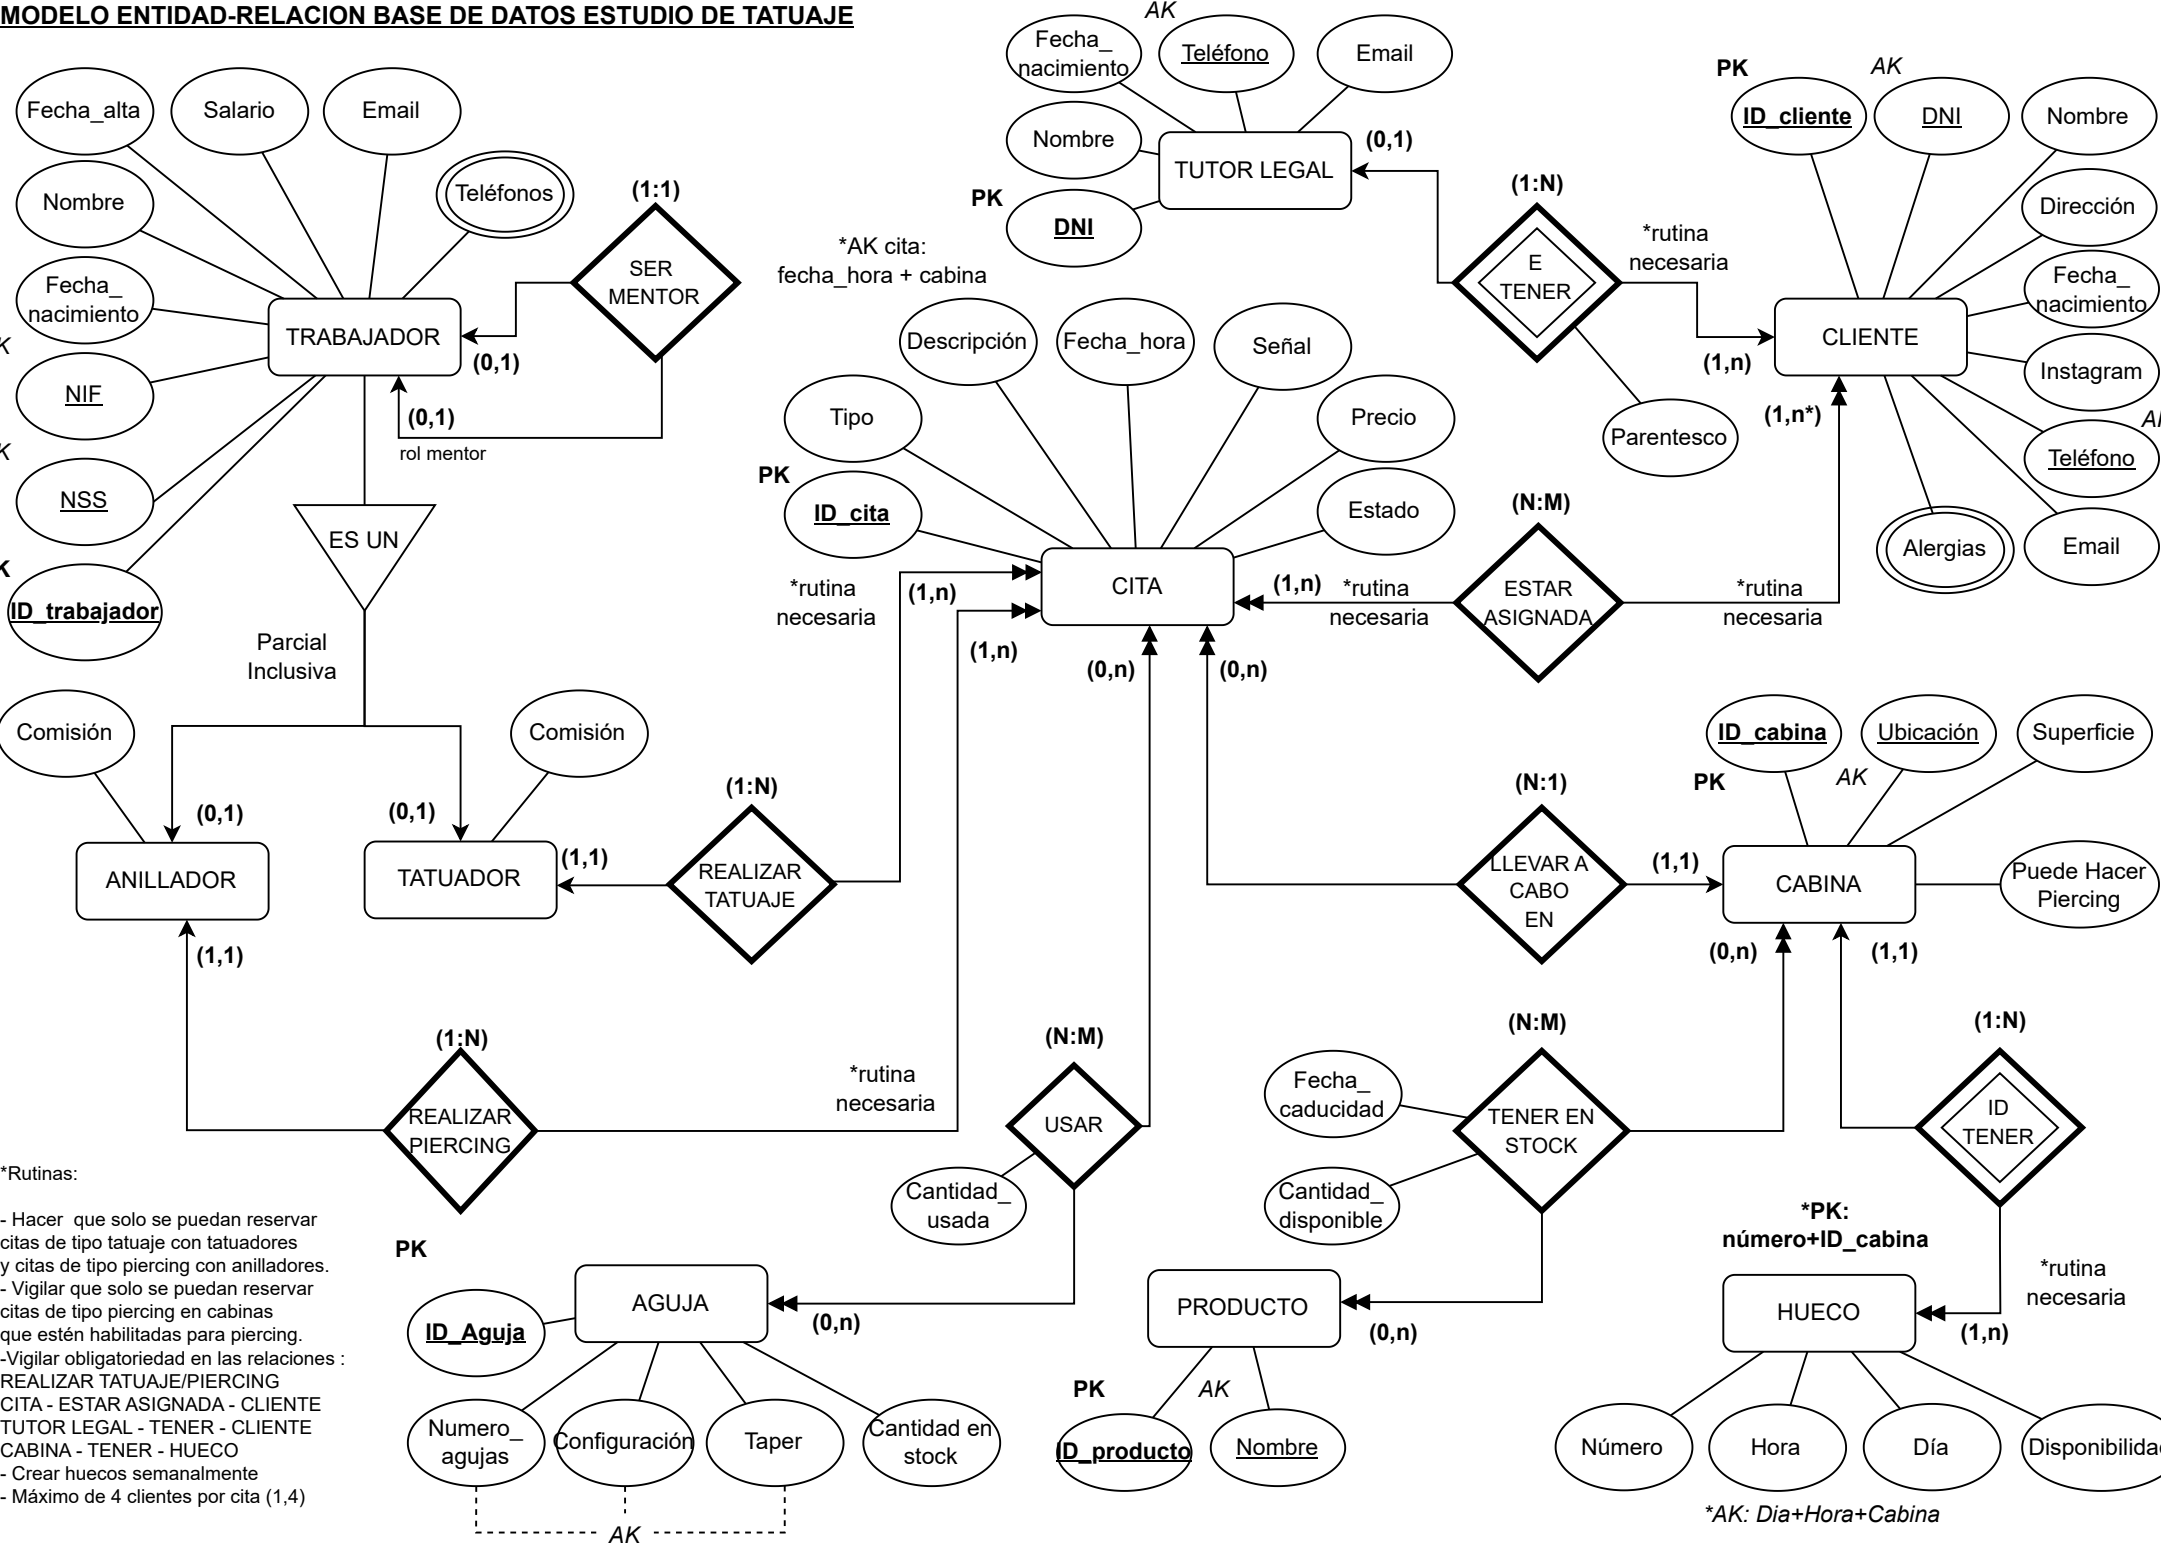 MODELO ENTIDAD-RELACION BASE DE DATOS ESTUDIO DE TATUAJE
Fecha_alta
Salario
Email
Nombre
Teléfonos
Fecha_
nacimiento
TRABAJADOR
NIF
NSS
ID_trabajador
(1:1)
SER
MENTOR
(0,1)
(0,1)
rol mentor
ES UN
Parcial
Inclusiva
Comisión
Comisión
(0,1)
(0,1)
ANILLADOR
TATUADOR
(1,1)
(1,1)
(1:N)
REALIZAR
TATUAJE
(1:N)
REALIZAR
PIERCING
*rutina
necesaria
*rutina
necesaria
(1,n)
(1,n)
AK
Fecha_
nacimiento
Teléfono
Email
Nombre
TUTOR LEGAL
(0,1)
PK
DNI
(1:N)
E
TENER
*rutina
necesaria
Parentesco
(1,n)
PK
AK
ID_cliente
DNI
Nombre
Dirección
Fecha_
nacimiento
CLIENTE
Instagram
Teléfono
Alergias
Email
(1,n*)
*AK cita:
fecha_hora + cabina
Descripción
Fecha_hora
Señal
Tipo
Precio
PK
ID_cita
Estado
CITA
(0,n)
(0,n)
(1,n)
*rutina
necesaria
(N:M)
ESTAR
ASIGNADA
*rutina
necesaria
ID_cabina
Ubicación
Superficie
PK
AK
Puede Hacer
Piercing
CABINA
(N:1)
LLEVAR A
CABO
EN
(1,1)
(0,n)
(1,1)
(N:M)
USAR
Cantidad_
usada
(N:M)
TENER EN
STOCK
Fecha_
caducidad
Cantidad_
disponible
(1:N)
ID
TENER
*PK:
número+ID_cabina
*rutina
necesaria
HUECO
(1,n)
Número
Hora
Día
*AK: Dia+Hora+Cabina
PRODUCTO
(0,n)
PK
AK
ID_producto
Nombre
PK
ID_Aguja
AGUJA
(0,n)
Numero_
agujas
Configuración
Taper
Cantidad en
stock
AK
*Rutinas:
- Hacer que solo se puedan reservar
citas de tipo tatuaje con tatuadores
y citas de tipo piercing con anilladores.
- Vigilar que solo se puedan reservar
citas de tipo piercing en cabinas
que estén habilitadas para piercing.
-Vigilar obligatoriedad en las relaciones :
REALIZAR TATUAJE/PIERCING
CITA - ESTAR ASIGNADA - CLIENTE
TUTOR LEGAL - TENER - CLIENTE
CABINA - TENER - HUECO
- Crear huecos semanalmente
- Máximo de 4 clientes por cita (1,4)